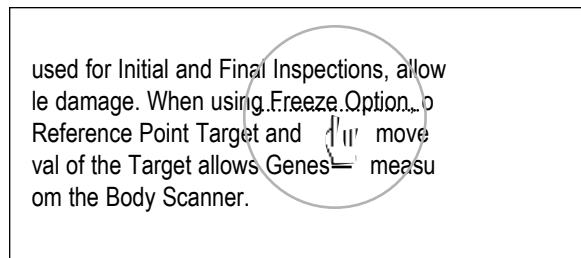 used for Initial and Final Inspections, allow
le damage. When using Freeze Option, o
Reference Point Target and move
val of the Target allows Genes measu
om the Body Scanner.